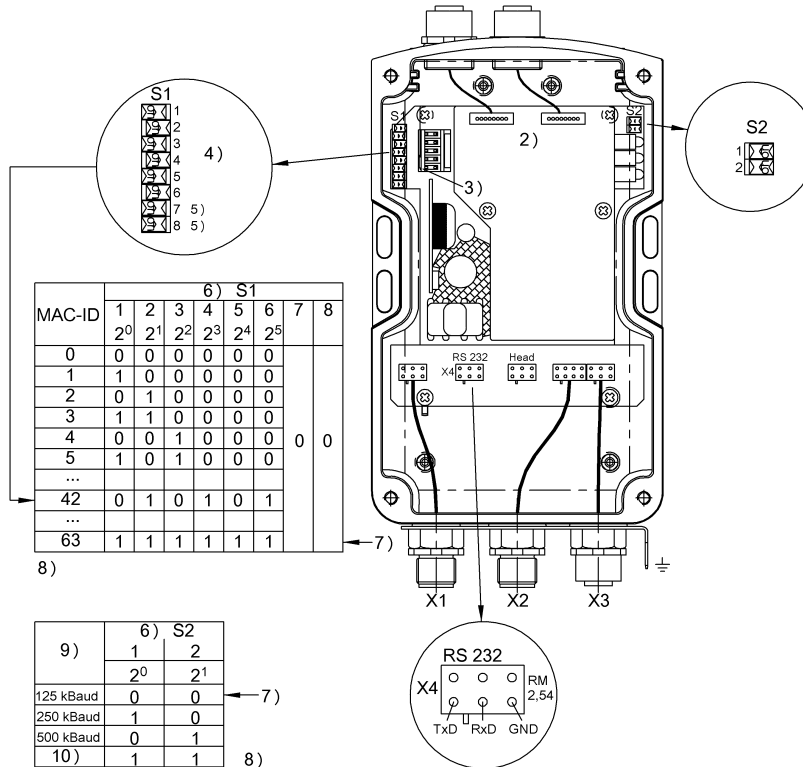 S1
1
2
3
4
5
6
7 5)
8 5)
4)
S1
S2
2)
3)
S2
1
2
6) S1
MAC-ID 1 2 3 4 5 6 7 8
2⁰ 2¹ 2² 2³ 2⁴ 2⁵
0 0 0 0 0 0 0
1 1 0 0 0 0 0
2 0 1 0 0 0 0
3 1 1 0 0 0 0
4 0 0 1 0 0 0 0 0
5 1 0 1 0 0 0
...
42 0 1 0 1 0 1
...
63 1 1 1 1 1 1
7)
8)
RS 232
X4
Head
X1 X2 X3
6) S2
9) 1 2
2⁰ 2¹
125 kBaud 0 0
7)
250 kBaud 1 0
500 kBaud 0 1
10) 1 1
8)
RS 232
X4
RM
2,54
TxD RxD GND